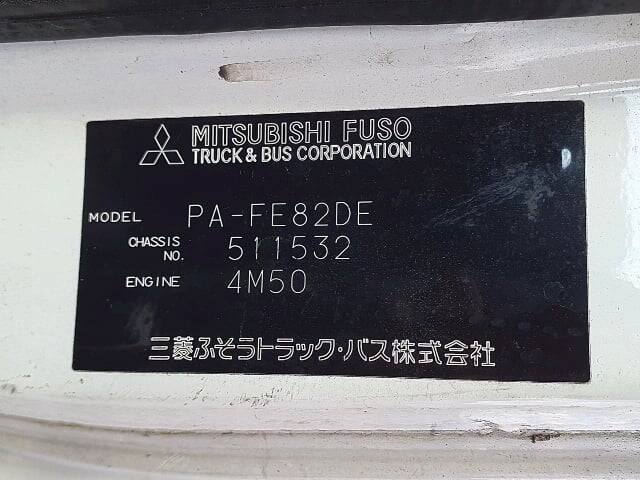 MITSUBISHI FUSO
TRUCK & BUS CORPORATION
MODEL PA-FE82DE
CHASSIS NO. 511532
ENGINE 4M50
三菱ふそうトラック・バス株式会社